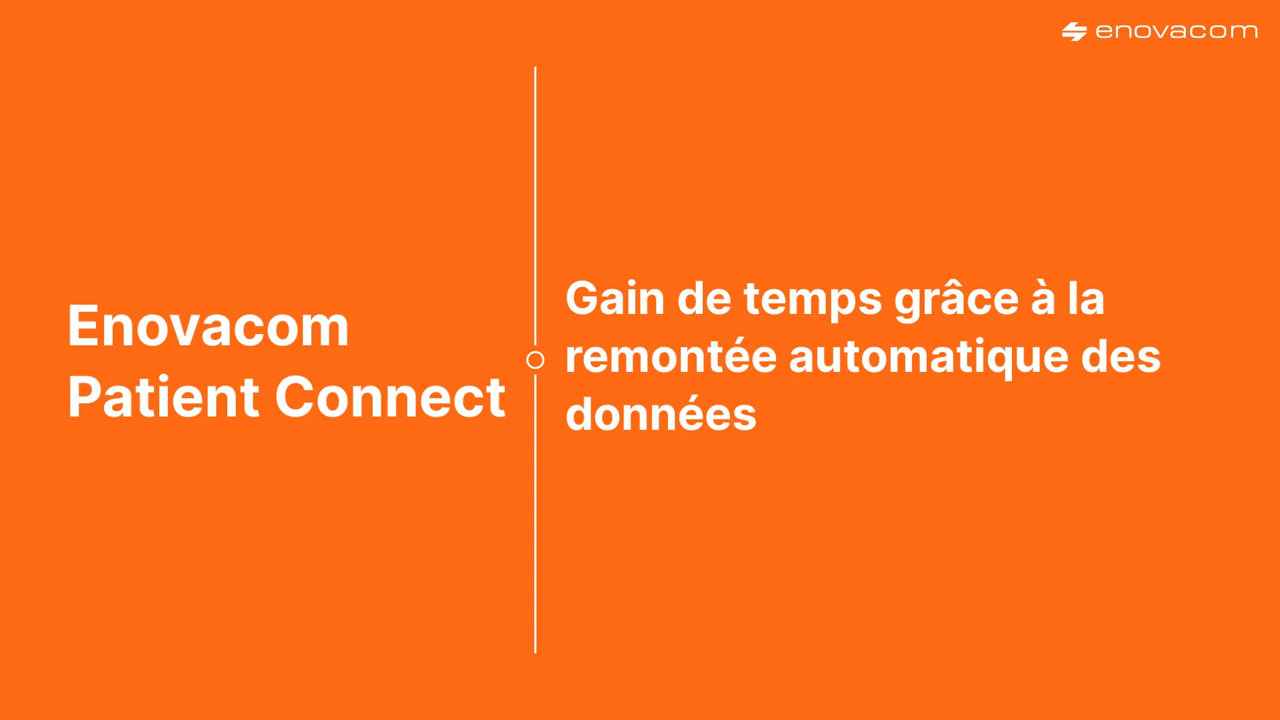 enovacom
Enovacom
Patient Connect
Gain de temps grâce à la
remontée automatique des
données